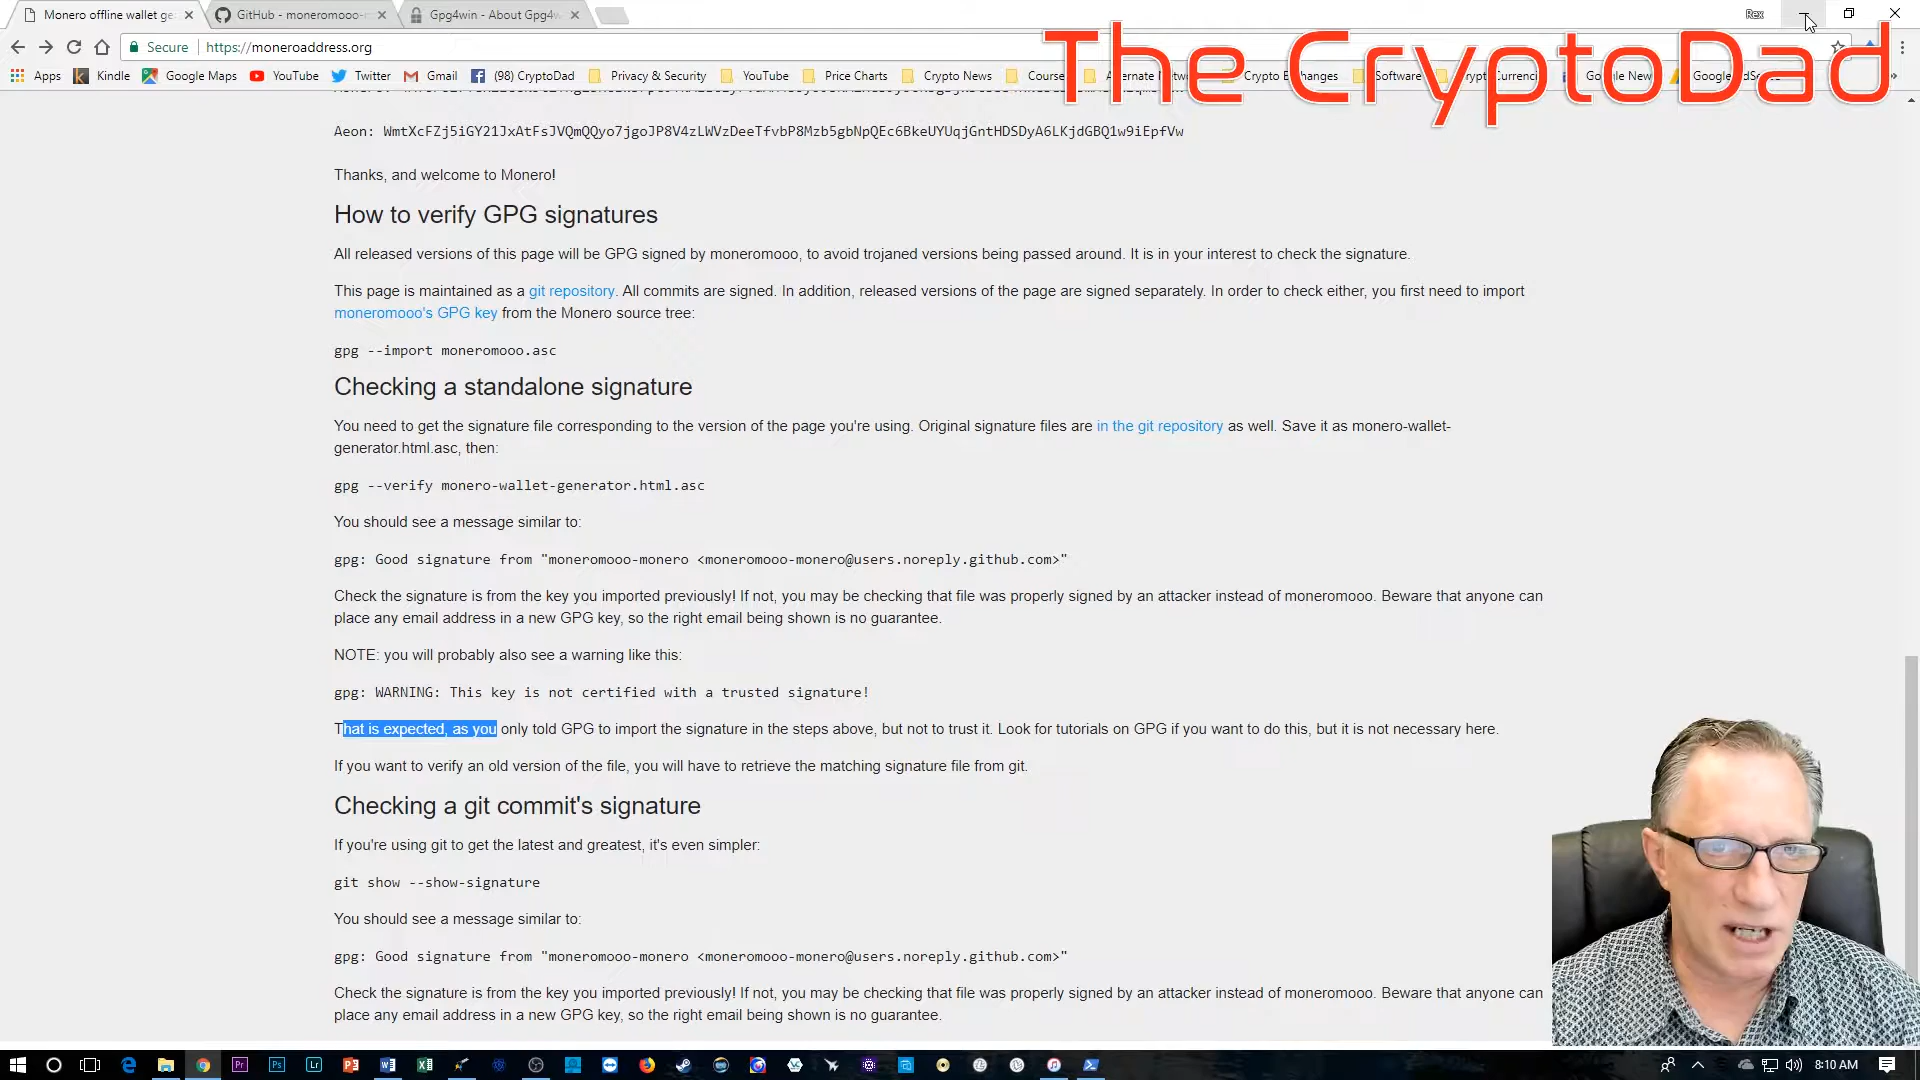 Monero offline wallet ge
GitHub - moneromooo-m
Gpg4win - About Gpg4w
Rex
Secure
https://moneroaddress.org
The CryptoDad
Apps
Kindle
Google Maps
YouTube
Twitter
Gmail
(98) CryptoDad
Privacy & Security
YouTube
Price Charts
Crypto News
Course
Crypto Exchanges
Software
Aeon: WmtXcFZj5iGY21JxAtFsJVQmQQyo7jgoJP8V4zLWVzDeeTfvbP8Mzb5gbNpQEc6BkeUYUqjGntHDSDyA6LKjdGBQ1w9iEpfVw
Thanks, and welcome to Monero!
How to verify GPG signatures
All released versions of this page will be GPG signed by moneromooo, to avoid trojaned versions being passed around. It is in your interest to check the signature.
This page is maintained as a git repository. All commits are signed. In addition, released versions of the page are signed separately. In order to check either, you first need to import
moneromooo's GPG key from the Monero source tree:
gpg --import moneromooo.asc
Checking a standalone signature
You need to get the signature file corresponding to the version of the page you're using. Original signature files are in the git repository as well. Save it as monero-wallet-
generator.html.asc, then:
gpg --verify monero-wallet-generator.html.asc
You should see a message similar to:
gpg: Good signature from "moneromooo-monero <moneromooo-monero@users.noreply.github.com>"
Check the signature is from the key you imported previously! If not, you may be checking that file was properly signed by an attacker instead of moneromooo. Beware that anyone can
place any email address in a new GPG key, so the right email being shown is no guarantee.
NOTE: you will probably also see a warning like this:
gpg: WARNING: This key is not certified with a trusted signature!
That is expected, as you only told GPG to import the signature in the steps above, but not to trust it. Look for tutorials on GPG if you want to do this, but it is not necessary here.
If you want to verify an old version of the file, you will have to retrieve the matching signature file from git.
Checking a git commit's signature
If you're using git to get the latest and greatest, it's even simpler:
git show --show-signature
You should see a message similar to:
gpg: Good signature from "moneromooo-monero <moneromooo-monero@users.noreply.github.com>"
Check the signature is from the key you imported previously! If not, you may be checking that file was properly signed by an attacker instead of moneromooo. Beware that anyone can
place any email address in a new GPG key, so the right email being shown is no guarantee.
8:10 AM